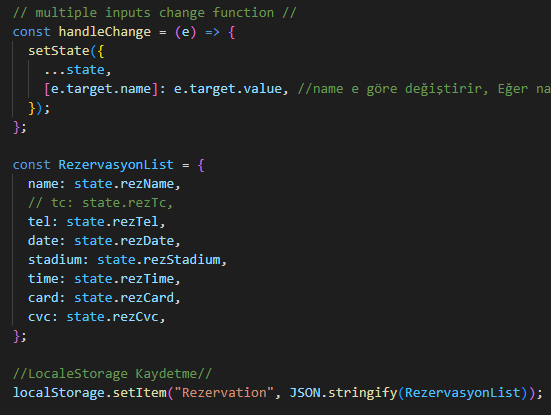 // multiple inputs change function //
const handleChange = (e) => {
setState({
...state,
[e.target.name]: e.target.value, //name e göre değiştirir, Eğer na
});
};
const RezervasyonList = {
name: state.rezName,
// tc: state.rezTc,
tel: state.rezTel,
date: state.rezDate,
stadium: state.rezStadium,
time: state.rezTime,
card: state.rezCard,
cvc: state.rezCvc,
};
//LocaleStorage Kaydetme//
localStorage.setItem("Rezervation", JSON.stringify(RezervasyonList));